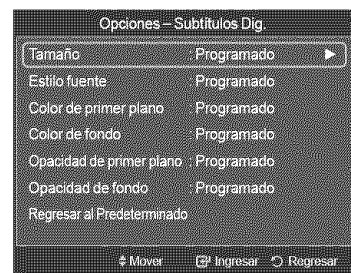 Opciones – Subtítulos Dig.
Tamaño : Programado ►
Estilo fuente : Programado
Color de primer plano : Programado
Color de fondo : Programado
Opacidad de primer plano : Programado
Opacidad de fondo : Programado
Regresar al Predeterminado
Mover Ingresar Regresar